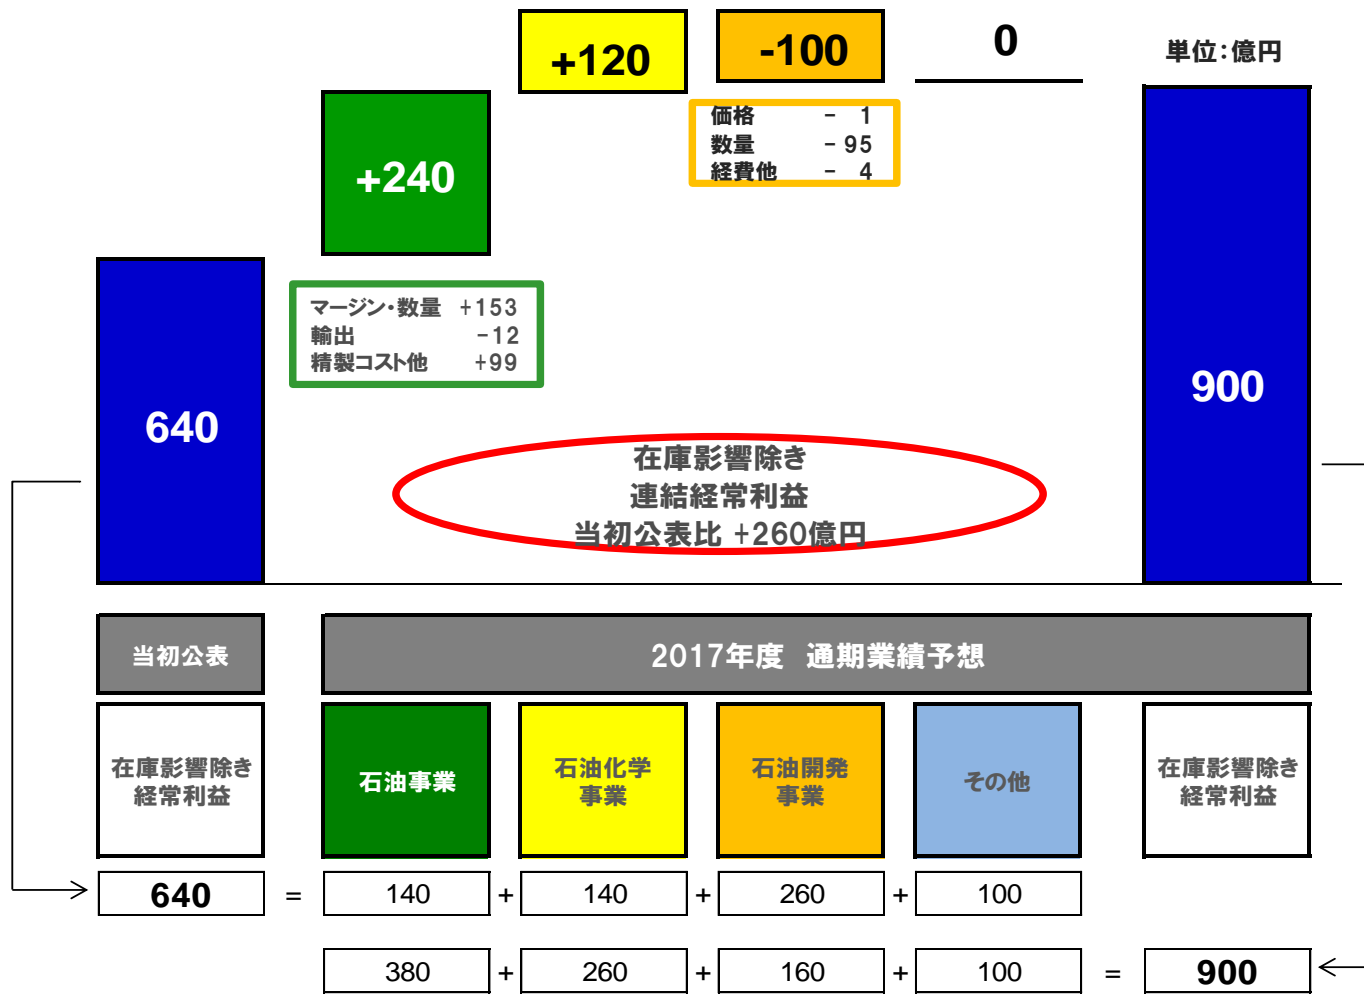 +120
-100
0
単位:億円
+240
価格 － 1
数量 －95
経費他 － 4
640
マージン・数量 +153
輸出 －12
精製コスト他 +99
900
在庫影響除き
連結経常利益
当初公表比 +260億円
当初公表
2017年度 通期業績予想
在庫影響除き
経常利益
石油事業
石油化学
事業
石油開発
事業
その他
在庫影響除き
経常利益
640 = 140 + 140 + 260 + 100
380 + 260 + 160 + 100 = 900